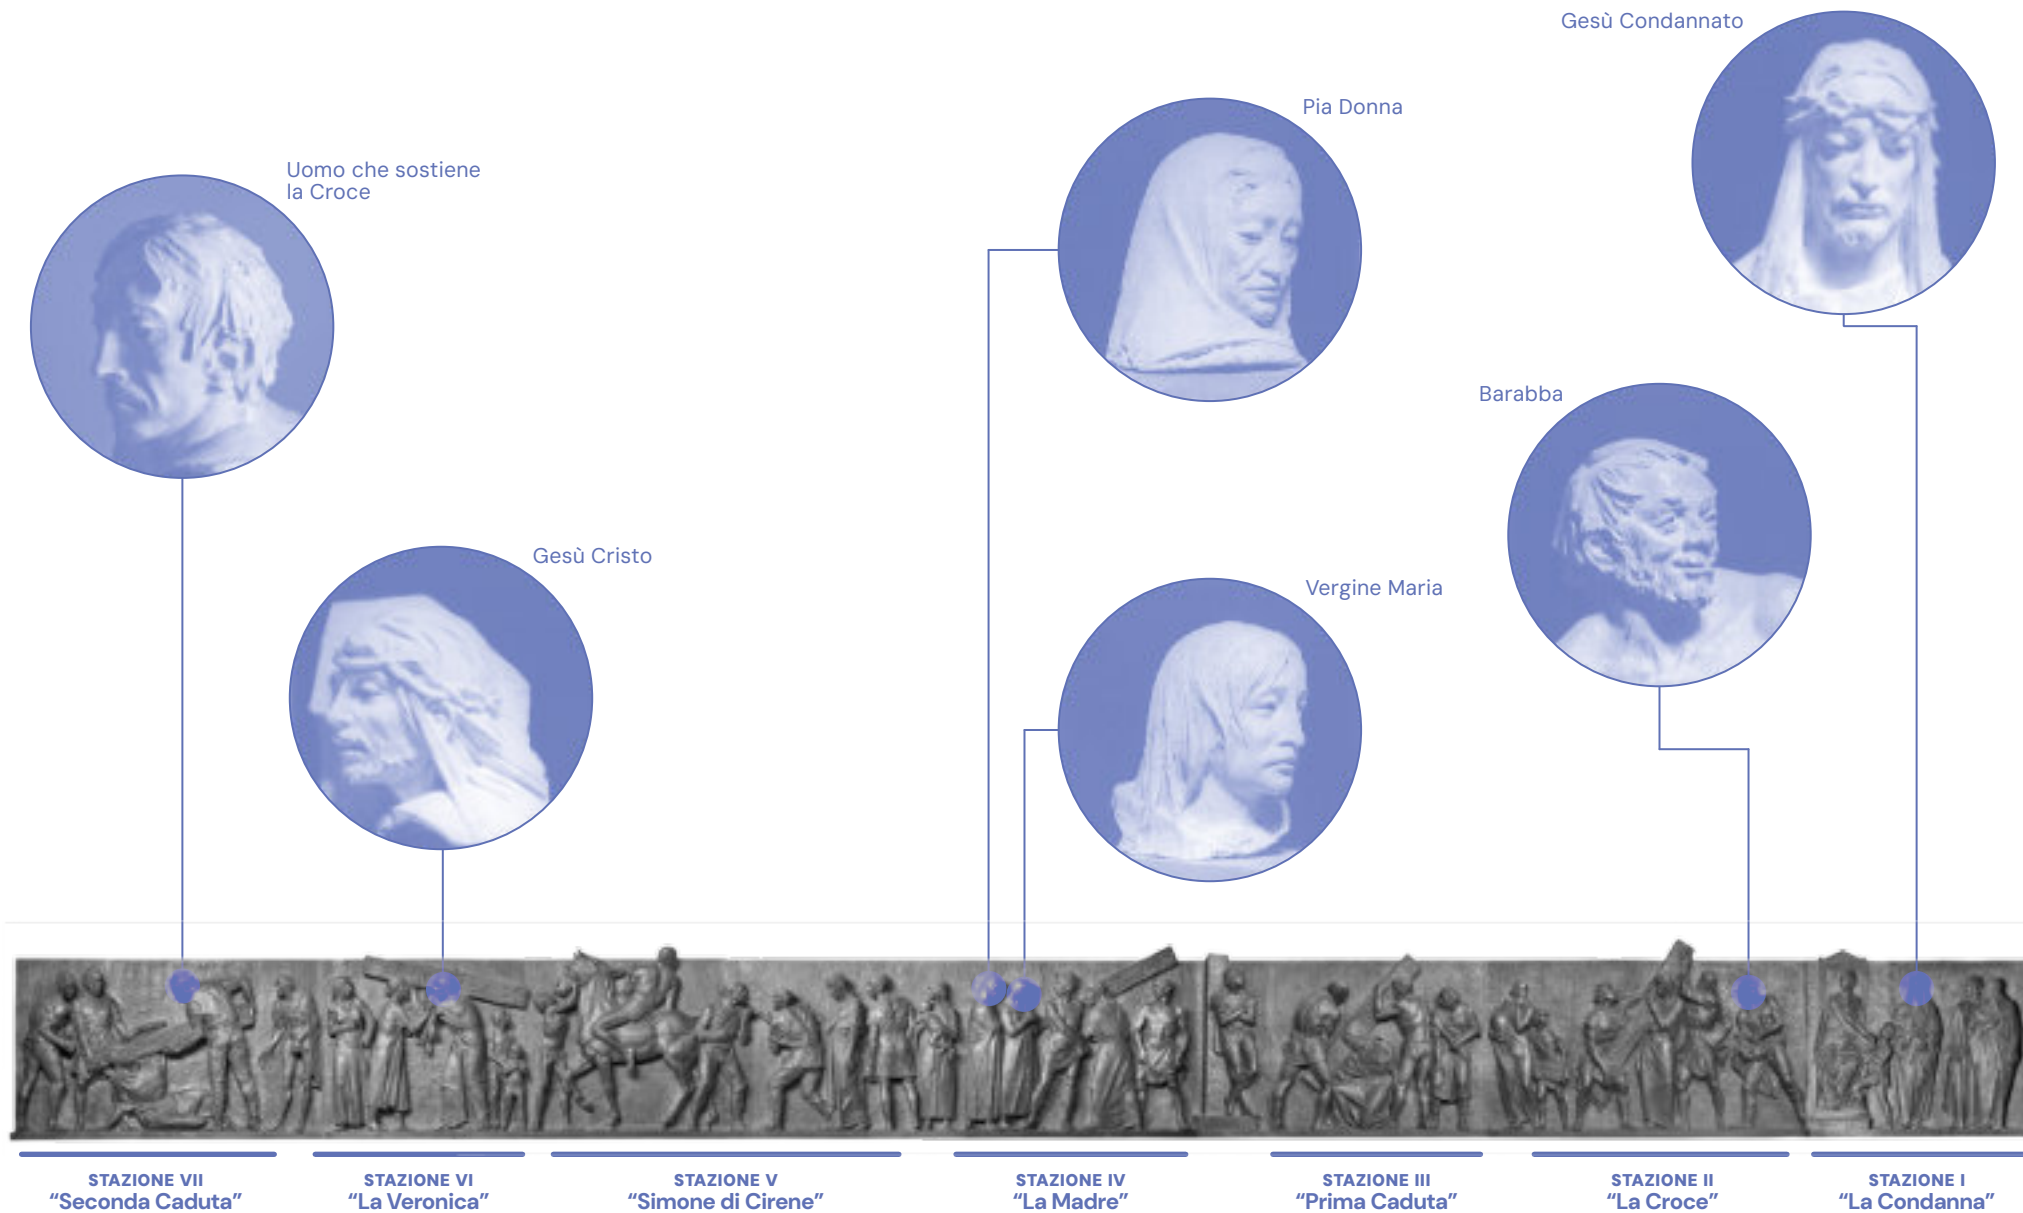 Gesù Condannato
Pia Donna
Uomo che sostiene
la Croce
Barabba
Gesù Cristo
Vergine Maria
STAZIONE VII
“Seconda Caduta”
STAZIONE VI
“La Veronica”
STAZIONE V
“Simone di Cirene”
STAZIONE IV
“La Madre”
STAZIONE III
“Prima Caduta”
STAZIONE II
“La Croce”
STAZIONE I
“La Condanna”